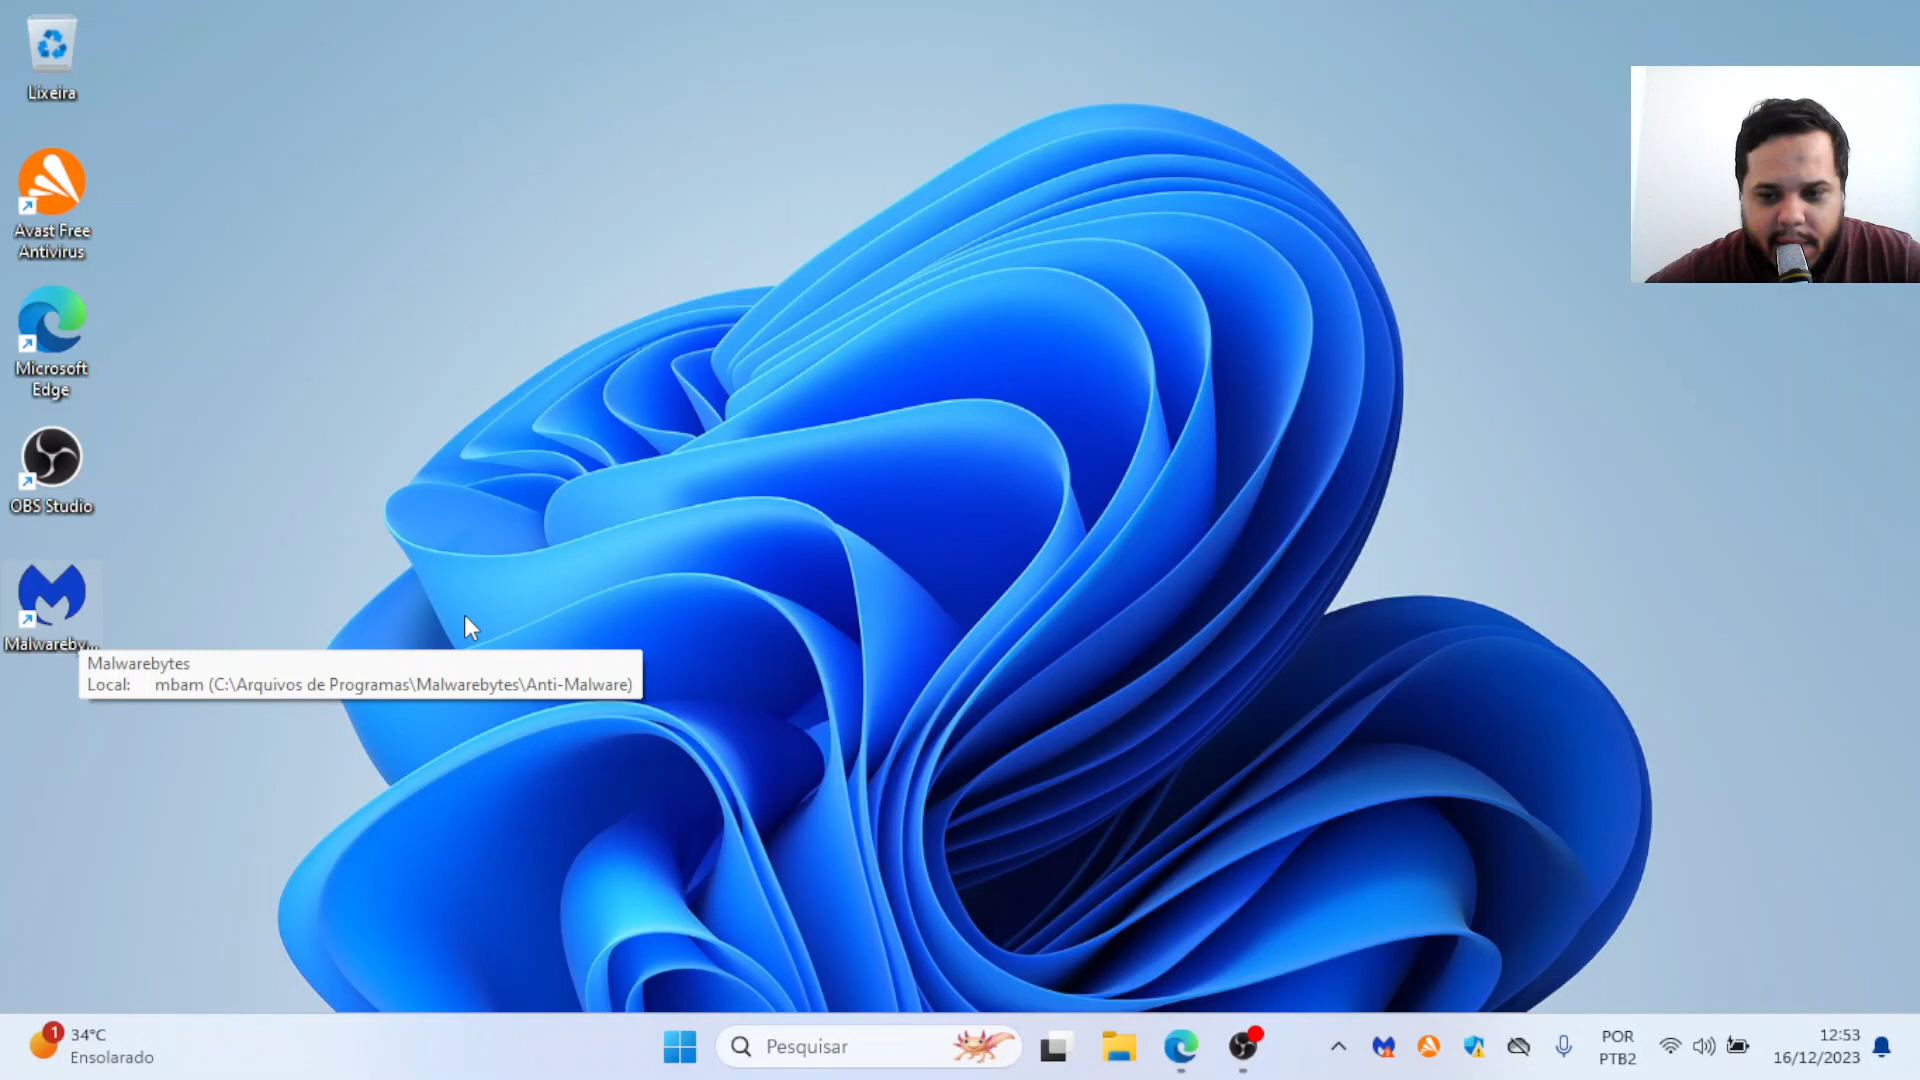 Lixeira
Avast Free
Antivirus
Microsoft
Edge
OBS Studio
Malwareby...
Malwarebytes
Local: mbam (C:\Arquivos de Programas\Malwarebytes\Anti-Malware)
1
34°C
Ensolarado
Pesquisar
POR
PTB2
12:53
16/12/2023